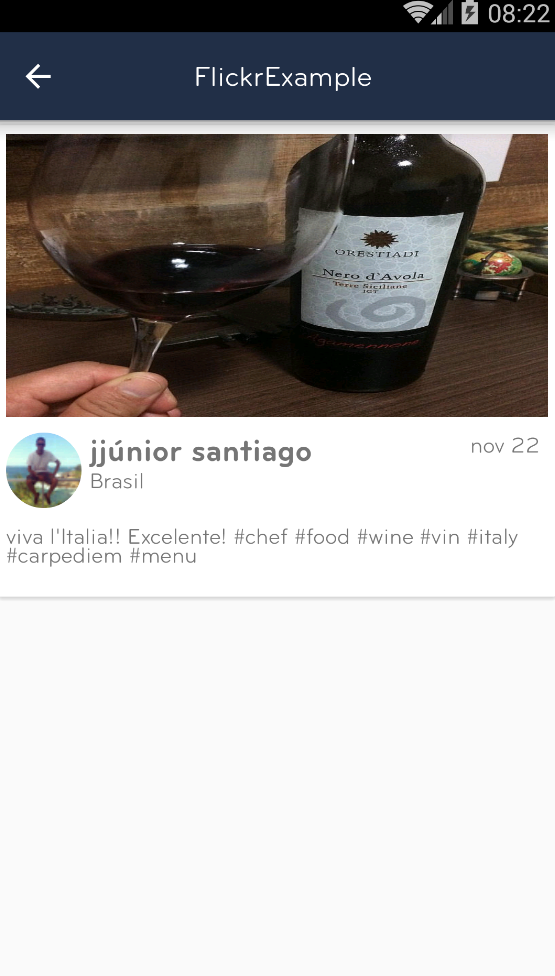 08:22
FlickrExample
ORESTIADI
Nero d'Avola
Terre Siciliane
IGT
Agamennone
jjúnior santiago
nov 22
Brasil
viva l'Italia!! Excelente! #chef #food #wine #vin #italy
#carpediem #menu